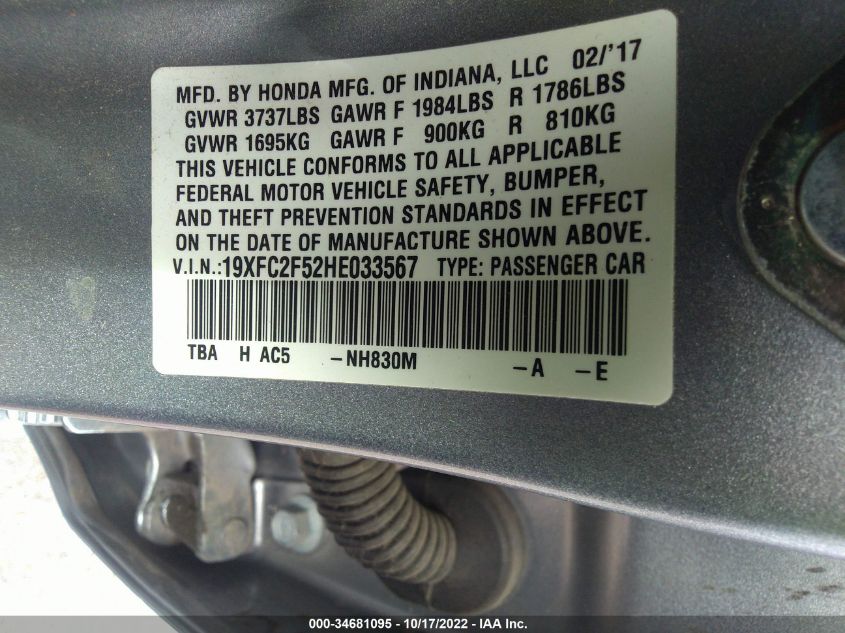 MFD. BY HONDA MFG. OF INDIANA, LLC 02/'17
GVWR 3737LBS GAWR F 1984LBS R 1786LBS
GVWR 1695KG GAWR F 900KG R 810KG
THIS VEHICLE CONFORMS TO ALL APPLICABLE
FEDERAL MOTOR VEHICLE SAFETY, BUMPER,
AND THEFT PREVENTION STANDARDS IN EFFECT
ON THE DATE OF MANUFACTURE SHOWN ABOVE.
V.I.N.:19XFC2F52HE033567 TYPE: PASSENGER CAR
TBA H AC5 -NH830M -A -E
000-34681095 - 10/17/2022 - IAA Inc.